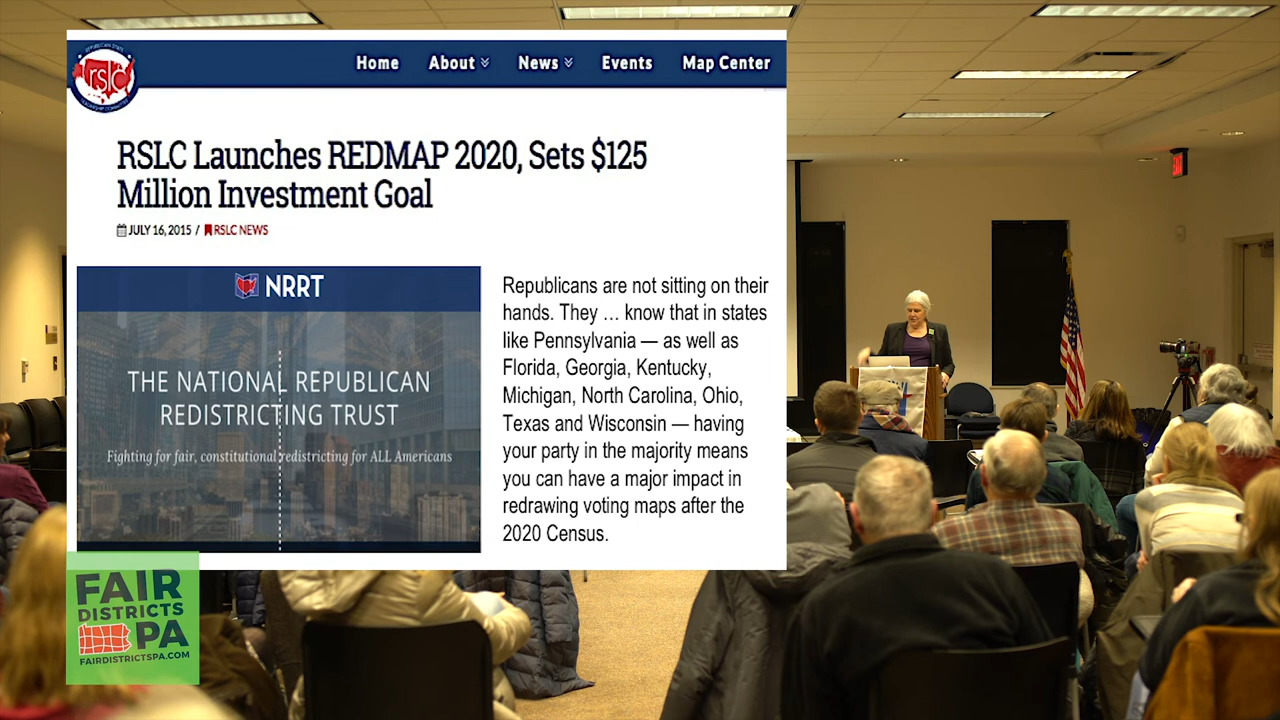 REPUBLICAN STATE
rslc
LEADERSHIP COMMITTEE
Home About News Events Map Center
RSLC Launches REDMAP 2020, Sets $125
Million Investment Goal
JULY 16, 2015 / RSLC NEWS
NRRT
THE NATIONAL REPUBLICAN
REDISTRICTING TRUST
Fighting for fair, constitutional redistricting for ALL Americans
Republicans are not sitting on their
hands. They … know that in states
like Pennsylvania — as well as
Florida, Georgia, Kentucky,
Michigan, North Carolina, Ohio,
Texas and Wisconsin — having
your party in the majority means
you can have a major impact in
redrawing voting maps after the
2020 Census.
FAIR
DISTRICTS
PA
FAIRDISTRICTSPA.COM